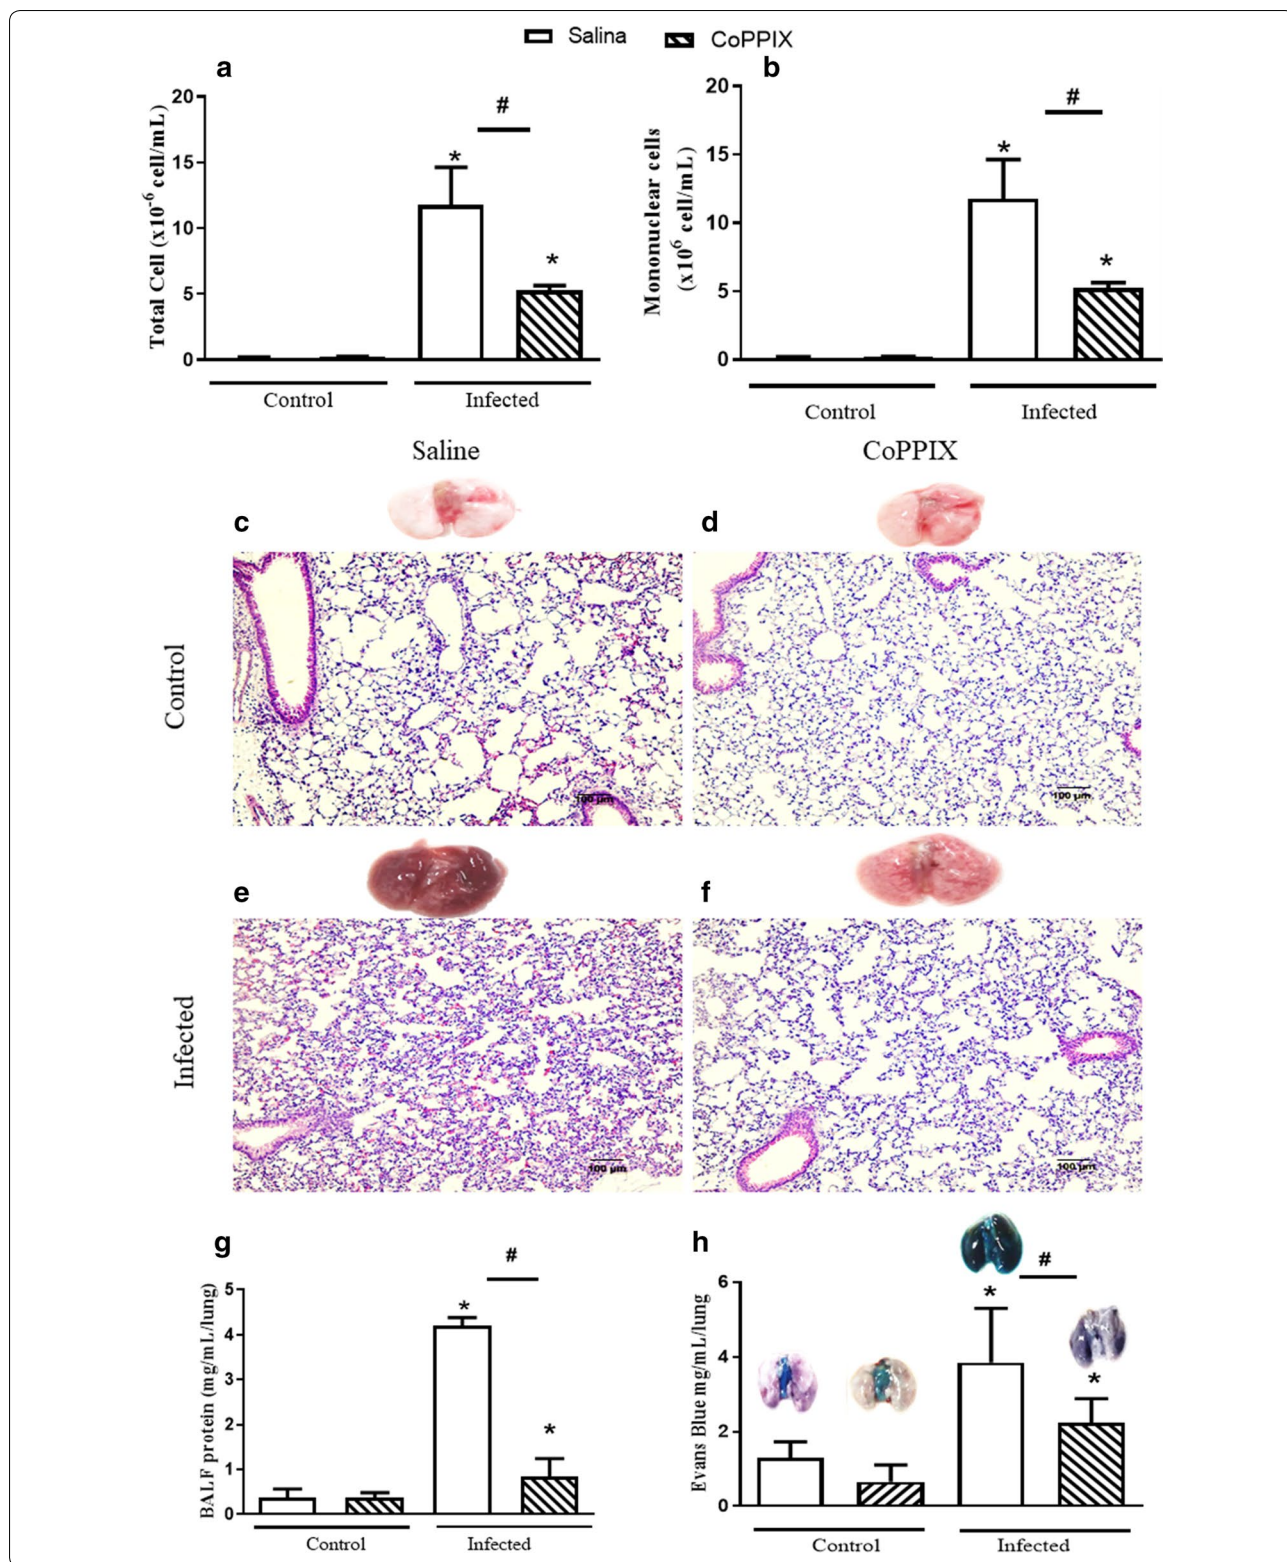 Salina CoPPIX
a
b
#
#
*
*
*
*
Total Cell (x10-6 cell/mL)
20
15
10
5
0
Control Infected
Mononuclear cells
(x106 cell/mL)
20
15
10
5
0
Control Infected
Saline CoPPIX
c
d
Control
100 µm
100 µm
e
f
Infected
100 µm
100 µm
g
h
#
#
*
*
*
*
BALF protein (mg/mL/lung)
5
4
3
2
1
0
Control Infected
Evans Blue mg/mL/lung
6
4
2
0
Control Infected